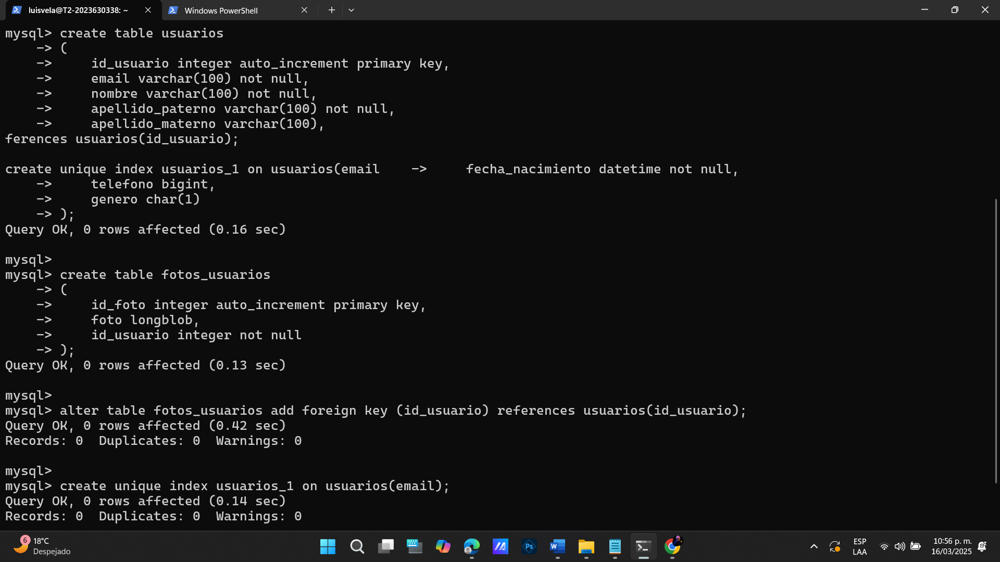 luisvela@T2-2023630338: ~
Windows PowerShell
mysql> create table usuarios
    -> (
    ->     id_usuario integer auto_increment primary key,
    ->     email varchar(100) not null,
    ->     nombre varchar(100) not null,
    ->     apellido_paterno varchar(100) not null,
    ->     apellido_materno varchar(100),
ferences usuarios(id_usuario);
create unique index usuarios_1 on usuarios(email    ->     fecha_nacimiento datetime not null,
    ->     telefono bigint,
    ->     genero char(1)
    -> );
Query OK, 0 rows affected (0.16 sec)
mysql>
mysql> create table fotos_usuarios
    -> (
    ->     id_foto integer auto_increment primary key,
    ->     foto longblob,
    ->     id_usuario integer not null
    -> );
Query OK, 0 rows affected (0.13 sec)
mysql>
mysql> alter table fotos_usuarios add foreign key (id_usuario) references usuarios(id_usuario);
Query OK, 0 rows affected (0.42 sec)
Records: 0  Duplicates: 0  Warnings: 0
mysql>
mysql> create unique index usuarios_1 on usuarios(email);
Query OK, 0 rows affected (0.14 sec)
Records: 0  Duplicates: 0  Warnings: 0
6
18°C
Despejado
Ps
W
ESP
LAA
10:56 p. m.
16/03/2025